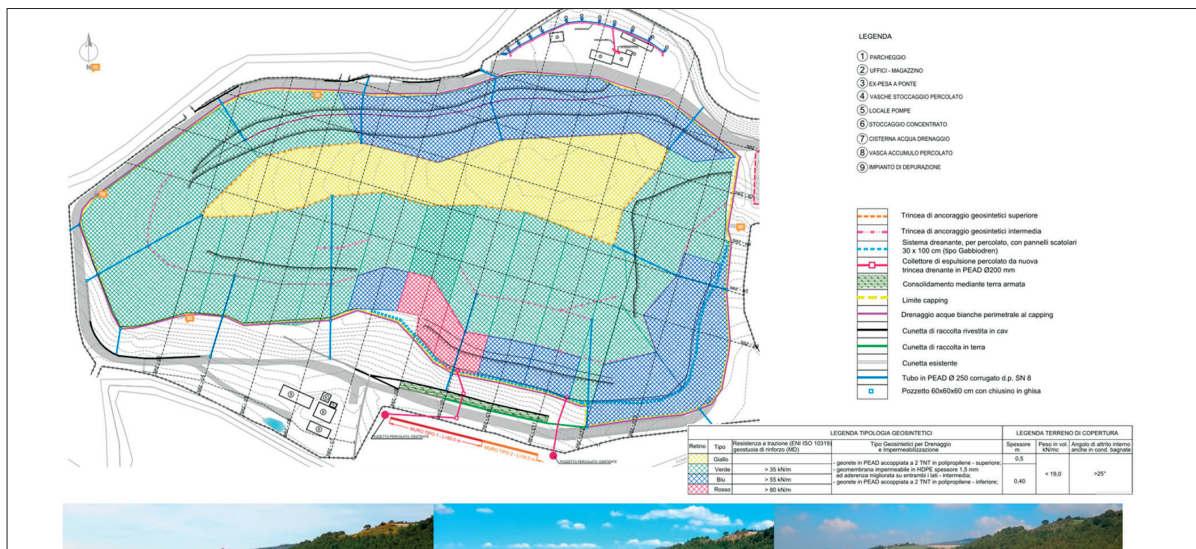 N
LEGENDA
1 PARCHEGGIO
2 UFFICI - MAGAZZINO
3 EX-PESA A PONTE
4 VASCHE STOCCAGGIO PERCOLATO
5 LOCALE POMPE
6 STOCCAGGIO CONCENTRATO
7 CISTERNA ACQUA DRENAGGIO
8 VASCA ACCUMULO PERCOLATO
9 IMPIANTO DI DEPURAZIONE
Trincea di ancoraggio geosintetici superiore
Trincea di ancoraggio geosintetici intermedia
Sistema dreanante, per percolato, con pannelli scatolari
30 x 100 cm (tipo Gabbiodren)
Collettore di espulsione percolato da nuova
trincea drenante in PEAD Ø200 mm
Consolidamento mediante terra armata
Limite capping
Drenaggio acque bianche perimetrale al capping
Cunetta di raccolta rivestita in cav
Cunetta di raccolta in terra
Cunetta esistente
Tubo in PEAD Ø 250 corrugato d.p. SN 8
Pozzetto 60x60x60 cm con chiusino in ghisa
POZZETTO PERCOLATO ESISTENTE
POZZETTO PERCOLATO ESISTENTE
LEGENDA TIPOLOGIA GEOSINTETICI
LEGENDA TERRENO DI COPERTURA
Retino
Tipo
Resistenza a trazione (ENI ISO 10319)
geostuoia di rinforzo (MD)
Tipo Geosintetici per Drenaggio
e Impermeabilizzazione
Spessore
m
Peso in vol.
kN/mc
Angolo di attrito interno
anche in cond. bagnate
Giallo
Verde
> 35 kN/m
Blu
> 55 kN/m
Rosso
> 80 kN/m
- georete in PEAD accoppiata a 2 TNT in polipropilene - superiore;
- geomembrana impermeabile in HDPE spessore 1,5 mm
ad aderenza migliorata su entrambi i lati - intermedia;
- georete in PEAD accoppiata a 2 TNT in polipropilene - inferiore;
0,5
0,40
< 19,0
>25°